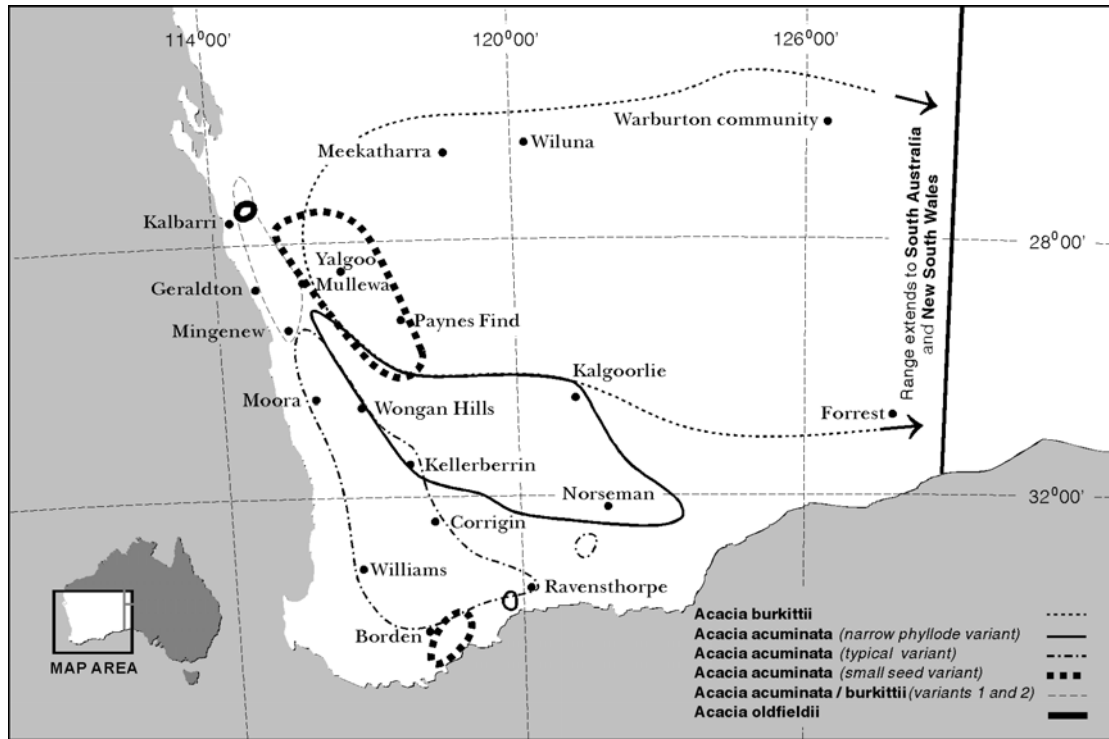 114°00'
120°00'
126°00'
Warburton community
Wiluna
Meekatharra
Kalbarri
28°00'
Yalgoo
Mullewa
Geraldton
Paynes Find
Mingenew
Kalgoorlie
Moora
Wongan Hills
Forrest
Range extends to South Australia
and New South Wales
Kellerberrin
Norseman
32°00'
Corrigin
Williams
Ravensthorpe
Borden
MAP AREA
Acacia burkittii
Acacia acuminata (narrow phyllode variant)
Acacia acuminata (typical variant)
Acacia acuminata (small seed variant)
Acacia acuminata / burkittii (variants 1 and 2)
Acacia oldfieldii